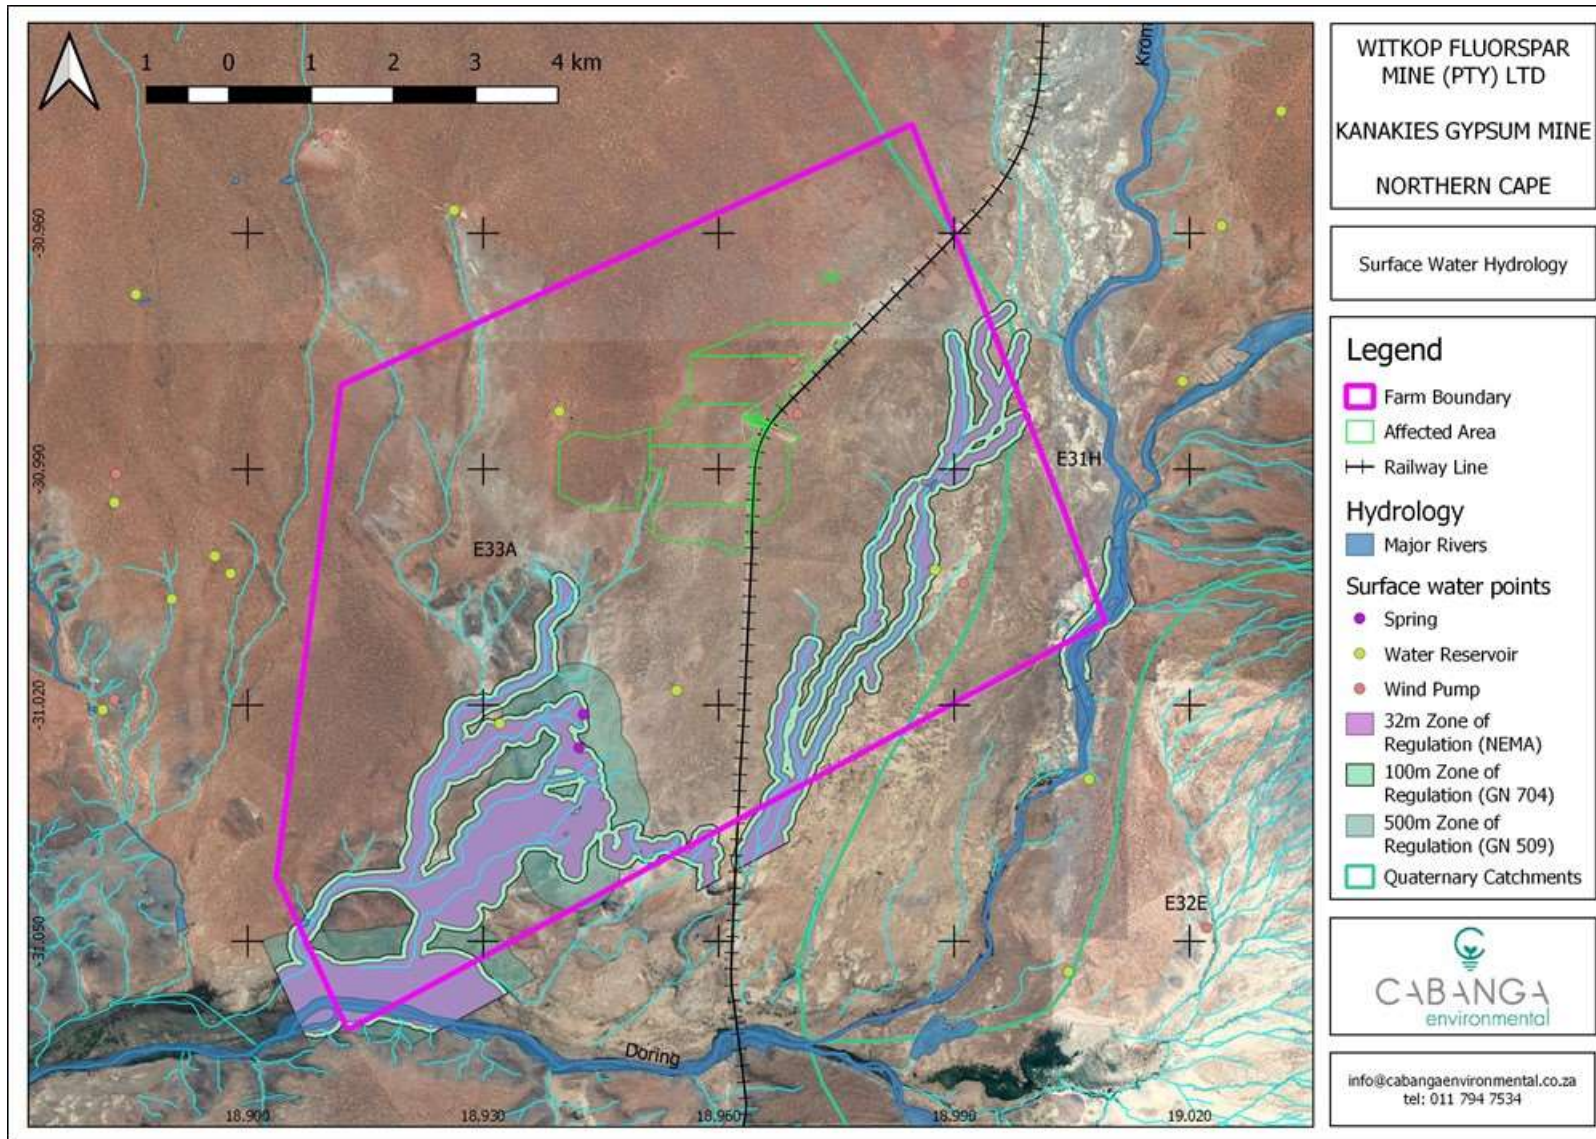 1 0 1 2 3 4 km
Krom
-30.960
-30.990
E31H
E33A
-31.020
E32E
-31.050
Doring
18.900 18.930 18.960 18.990 19.020
WITKOP FLUORSPAR
MINE (PTY) LTD
KANAKIES GYPSUM MINE
NORTHERN CAPE
Surface Water Hydrology
Legend
Farm Boundary
Affected Area
Railway Line
Hydrology
Major Rivers
Surface water points
Spring
Water Reservoir
Wind Pump
32m Zone of
Regulation (NEMA)
100m Zone of
Regulation (GN 704)
500m Zone of
Regulation (GN 509)
Quaternary Catchments
CABANGA
environmental
info@cabangaenvironmental.co.za
tel: 011 794 7534